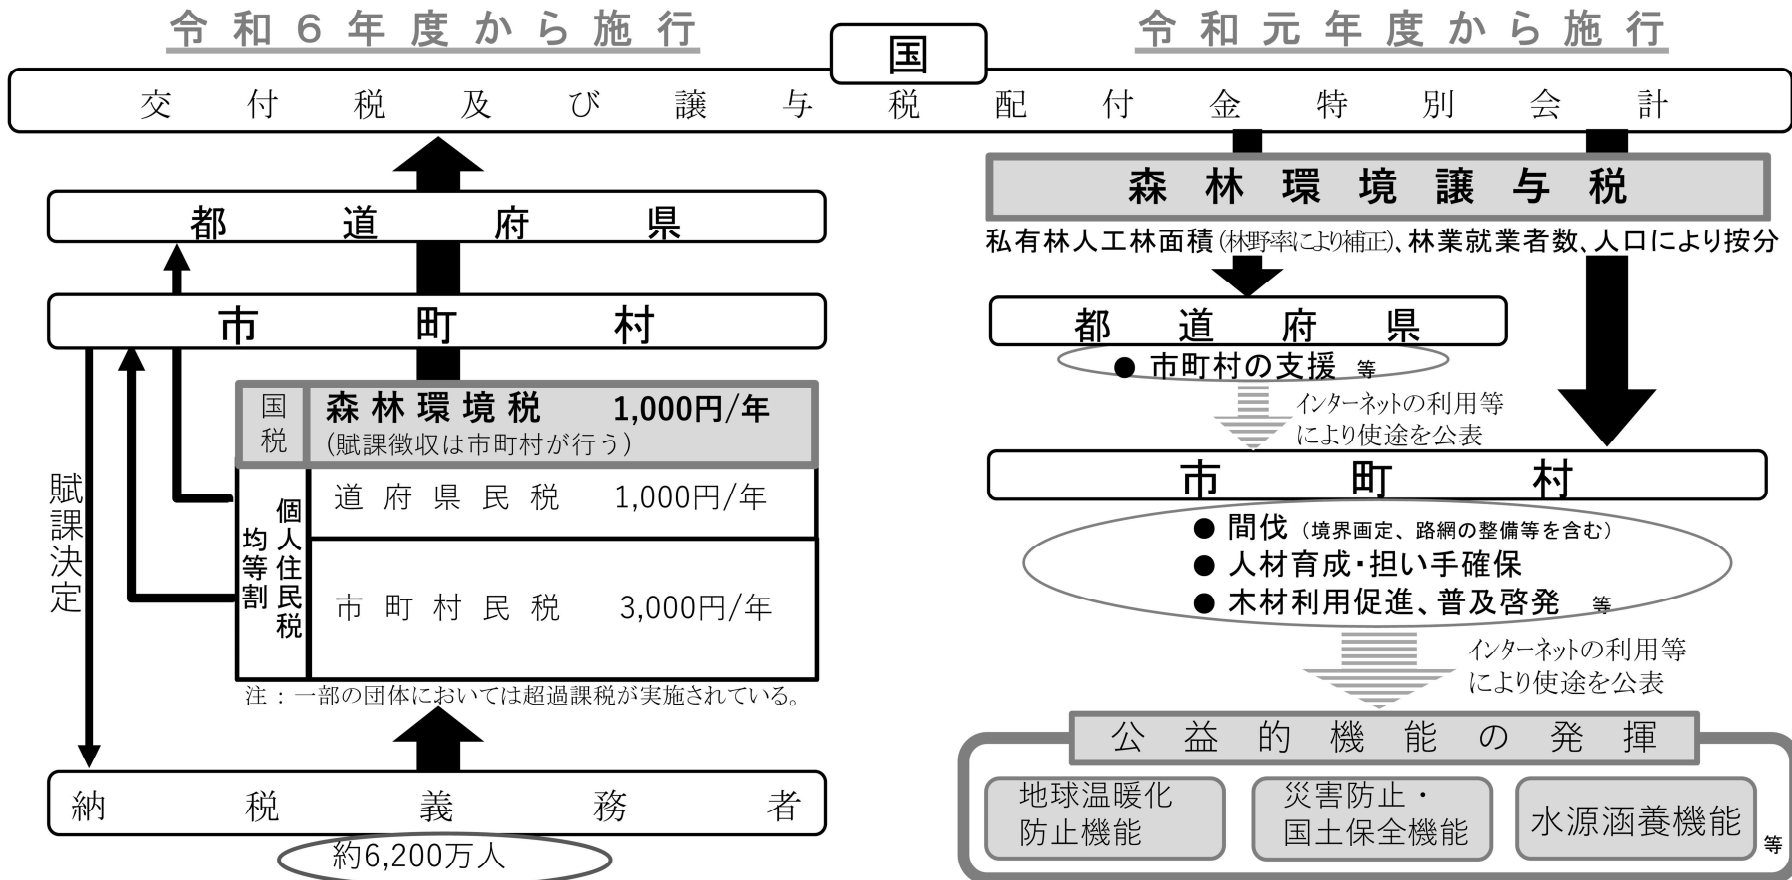 令和６年度から施行
国
令和元年度から施行
交付税及び譲与税配付金特別会計
都道府県
市町村
国税
森林環境税 1,000円/年
(賦課徴収は市町村が行う)
個人住民税
均等割
道府県民税 1,000円/年
市町村民税 3,000円/年
注：一部の団体においては超過課税が実施されている。
賦課決定
納税義務者
約6,200万人
森林環境譲与税
私有林人工林面積(林野率により補正)、林業就業者数、人口により按分
都道府県
● 市町村の支援 等
インターネットの利用等
により使途を公表
市町村
● 間伐（境界画定、路網の整備等を含む）
● 人材育成・担い手確保
● 木材利用促進、普及啓発 等
インターネットの利用等
により使途を公表
公益的機能の発揮
地球温暖化
防止機能
災害防止・
国土保全機能
水源涵養機能
等